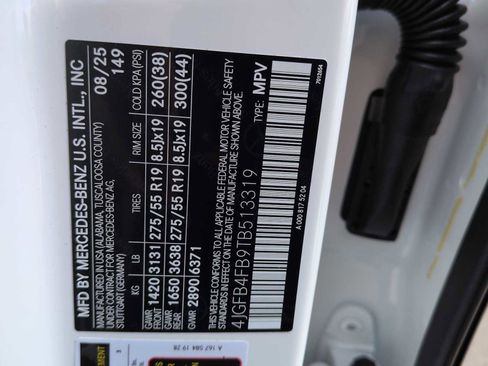 MFD BY MERCEDES-BENZ U.S. INTL., INC
MANUFACTURED IN USA (ALABAMA, TUSCALOOSA COUNTY) 08/25
UNDER CONTRACT FOR MERCEDES-BENZ AG, 149
STUTTGART (GERMANY)
KG LB TIRES RIM SIZE COLD KPA (PSI)
GAWR FRONT 1420 3131 275/55 R19 8.5Jx19 260(38)
GAWR REAR 1650 3638 275/55 R19 8.5Jx19 300(44)
GVWR 2890 6371
THIS VEHICLE CONFORMS TO ALL APPLICABLE FEDERAL MOTOR VEHICLE SAFETY
STANDARDS IN EFFECT ON THE DATE OF MANUFACTURE SHOWN ABOVE.
4JGFB4FB9TB513319 TYPE: MPV
A 000 817 52 04
7012654
A 167 584 19 28